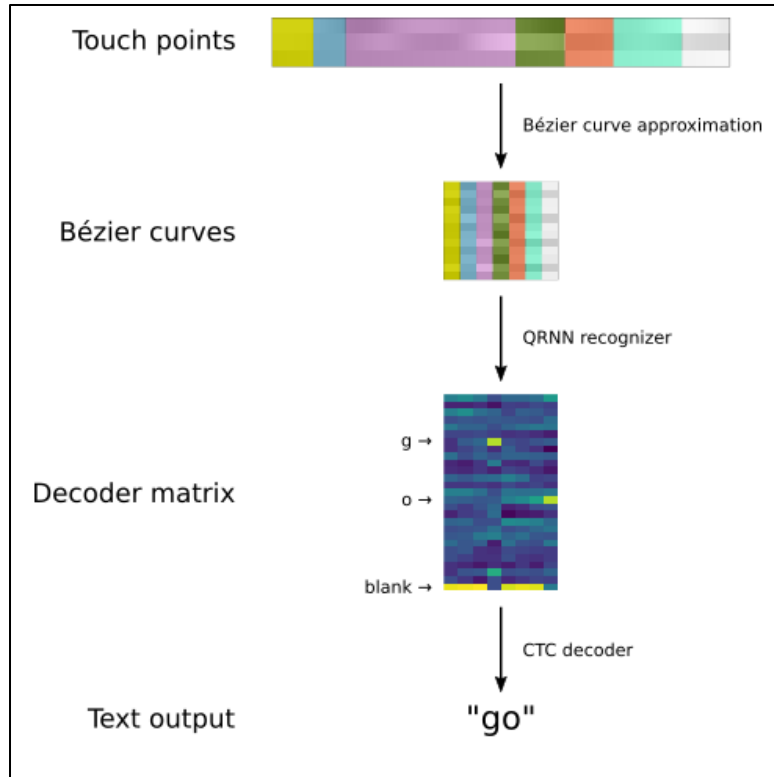 Touch points
Bézier curve approximation
Bézier curves
QRNN recognizer
g →
Decoder matrix
o →
blank →
CTC decoder
Text output
"go"